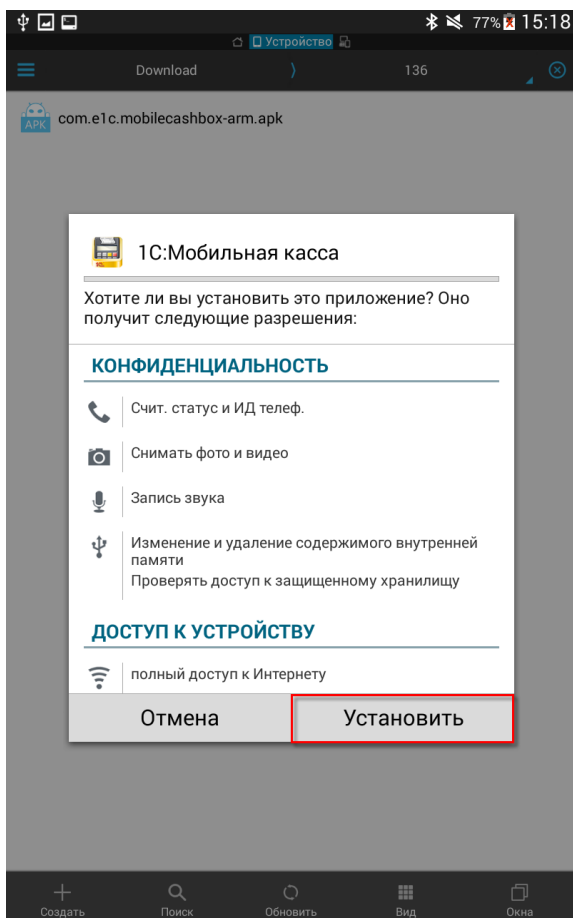 77% 15:18
Устройство
Download ⟩ 136
APK com.e1c.mobilecashbox-arm.apk
1С:Мобильная касса
Хотите ли вы установить это приложение? Оно
получит следующие разрешения:
КОНФИДЕНЦИАЛЬНОСТЬ
Счит. статус и ИД телеф.
Снимать фото и видео
Запись звука
Изменение и удаление содержимого внутренней
памяти
Проверять доступ к защищенному хранилищу
ДОСТУП К УСТРОЙСТВУ
полный доступ к Интернету
Отмена Установить
Создать Поиск Обновить Вид Окна